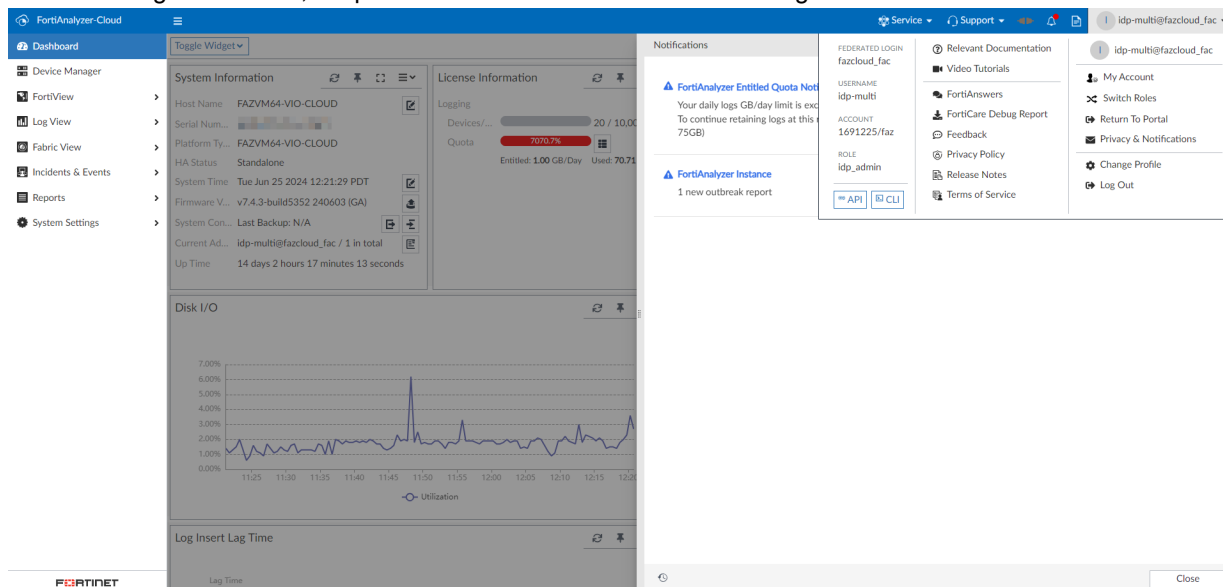 FortiAnalyzer-Cloud
Service
Support
idp-multi@fazcloud_fac
Dashboard
Device Manager
FortiView
Log View
Fabric View
Incidents & Events
Reports
System Settings
FORTINET
Toggle Widget
System Information
Host Name FAZVM64-VIO-CLOUD
Serial Num...
Platform Ty... FAZVM64-VIO-CLOUD
HA Status Standalone
System Time Tue Jun 25 2024 12:21:29 PDT
Firmware V... v7.4.3-build5352 240603 (GA)
System Con... Last Backup: N/A
Current Ad... idp-multi@fazcloud_fac / 1 in total
Up Time 14 days 2 hours 17 minutes 13 seconds
License Information
Logging
Devices/... 20 / 10,00
Quota 7070.7%
Entitled: 1.00 GB/Day Used: 70.71
Disk I/O
7.00%
6.00%
5.00%
4.00%
3.00%
2.00%
1.00%
0.00%
11:25 11:30 11:35 11:40 11:45 11:50 11:55 12:00 12:05 12:10 12:15 12:20
Utilization
Log Insert Lag Time
Lag Time
Notifications
FortiAnalyzer Entitled Quota Noti
Your daily logs GB/day limit is exc
To continue retaining logs at this
75GB)
FortiAnalyzer Instance
1 new outbreak report
Close
FEDERATED LOGIN
fazcloud_fac
USERNAME
idp-multi
ACCOUNT
1691225/faz
ROLE
idp_admin
API
CLI
Relevant Documentation
Video Tutorials
FortiAnswers
FortiCare Debug Report
Feedback
Privacy Policy
Release Notes
Terms of Service
idp-multi@fazcloud_fac
My Account
Switch Roles
Return To Portal
Privacy & Notifications
Change Profile
Log Out